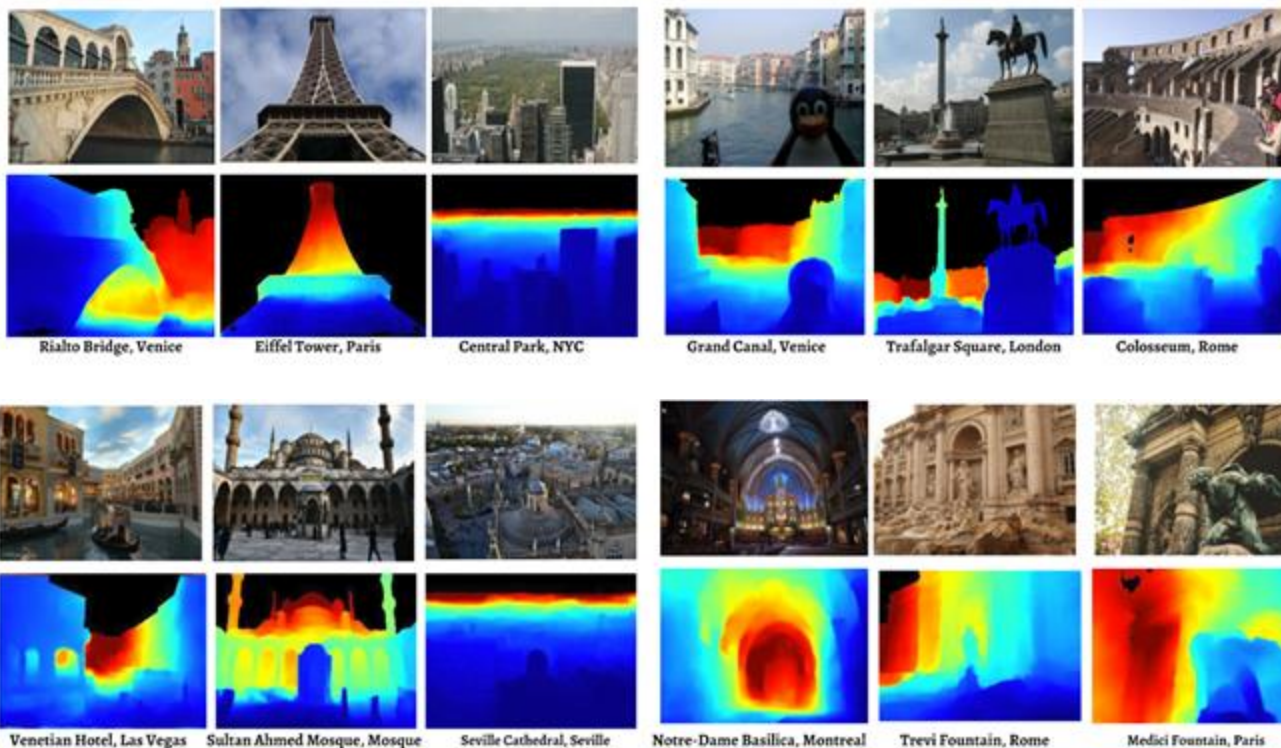 Rialto Bridge, Venice
Eiffel Tower, Paris
Central Park, NYC
Grand Canal, Venice
Trafalgar Square, London
Colosseum, Rome
Venetian Hotel, Las Vegas
Sultan Ahmed Mosque, Mosque
Seville Cathedral, Seville
Notre-Dame Basilica, Montreal
Trevi Fountain, Rome
Medici Fountain, Paris